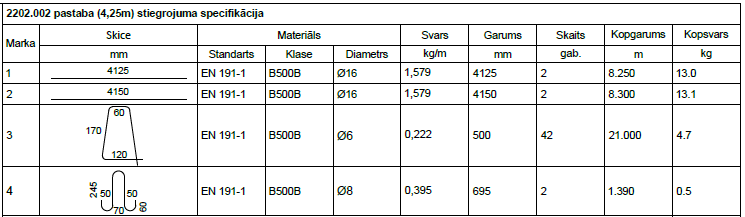 2202.002 pastaba (4,25m) stiegrojuma specifikācija
Marka Skice Materiāls Svars Garums Skaits Kopgarums Kopsvars
mm Standarts Klase Diametrs kg/m mm gab. m kg
1 4125 EN 191-1 B500B Ø16 1,579 4125 2 8.250 13.0
2 4150 EN 191-1 B500B Ø16 1,579 4150 2 8.300 13.1
3 60 170 120 EN 191-1 B500B Ø6 0,222 500 42 21.000 4.7
4 245 50 50 70 60 EN 191-1 B500B Ø8 0,395 695 2 1.390 0.5